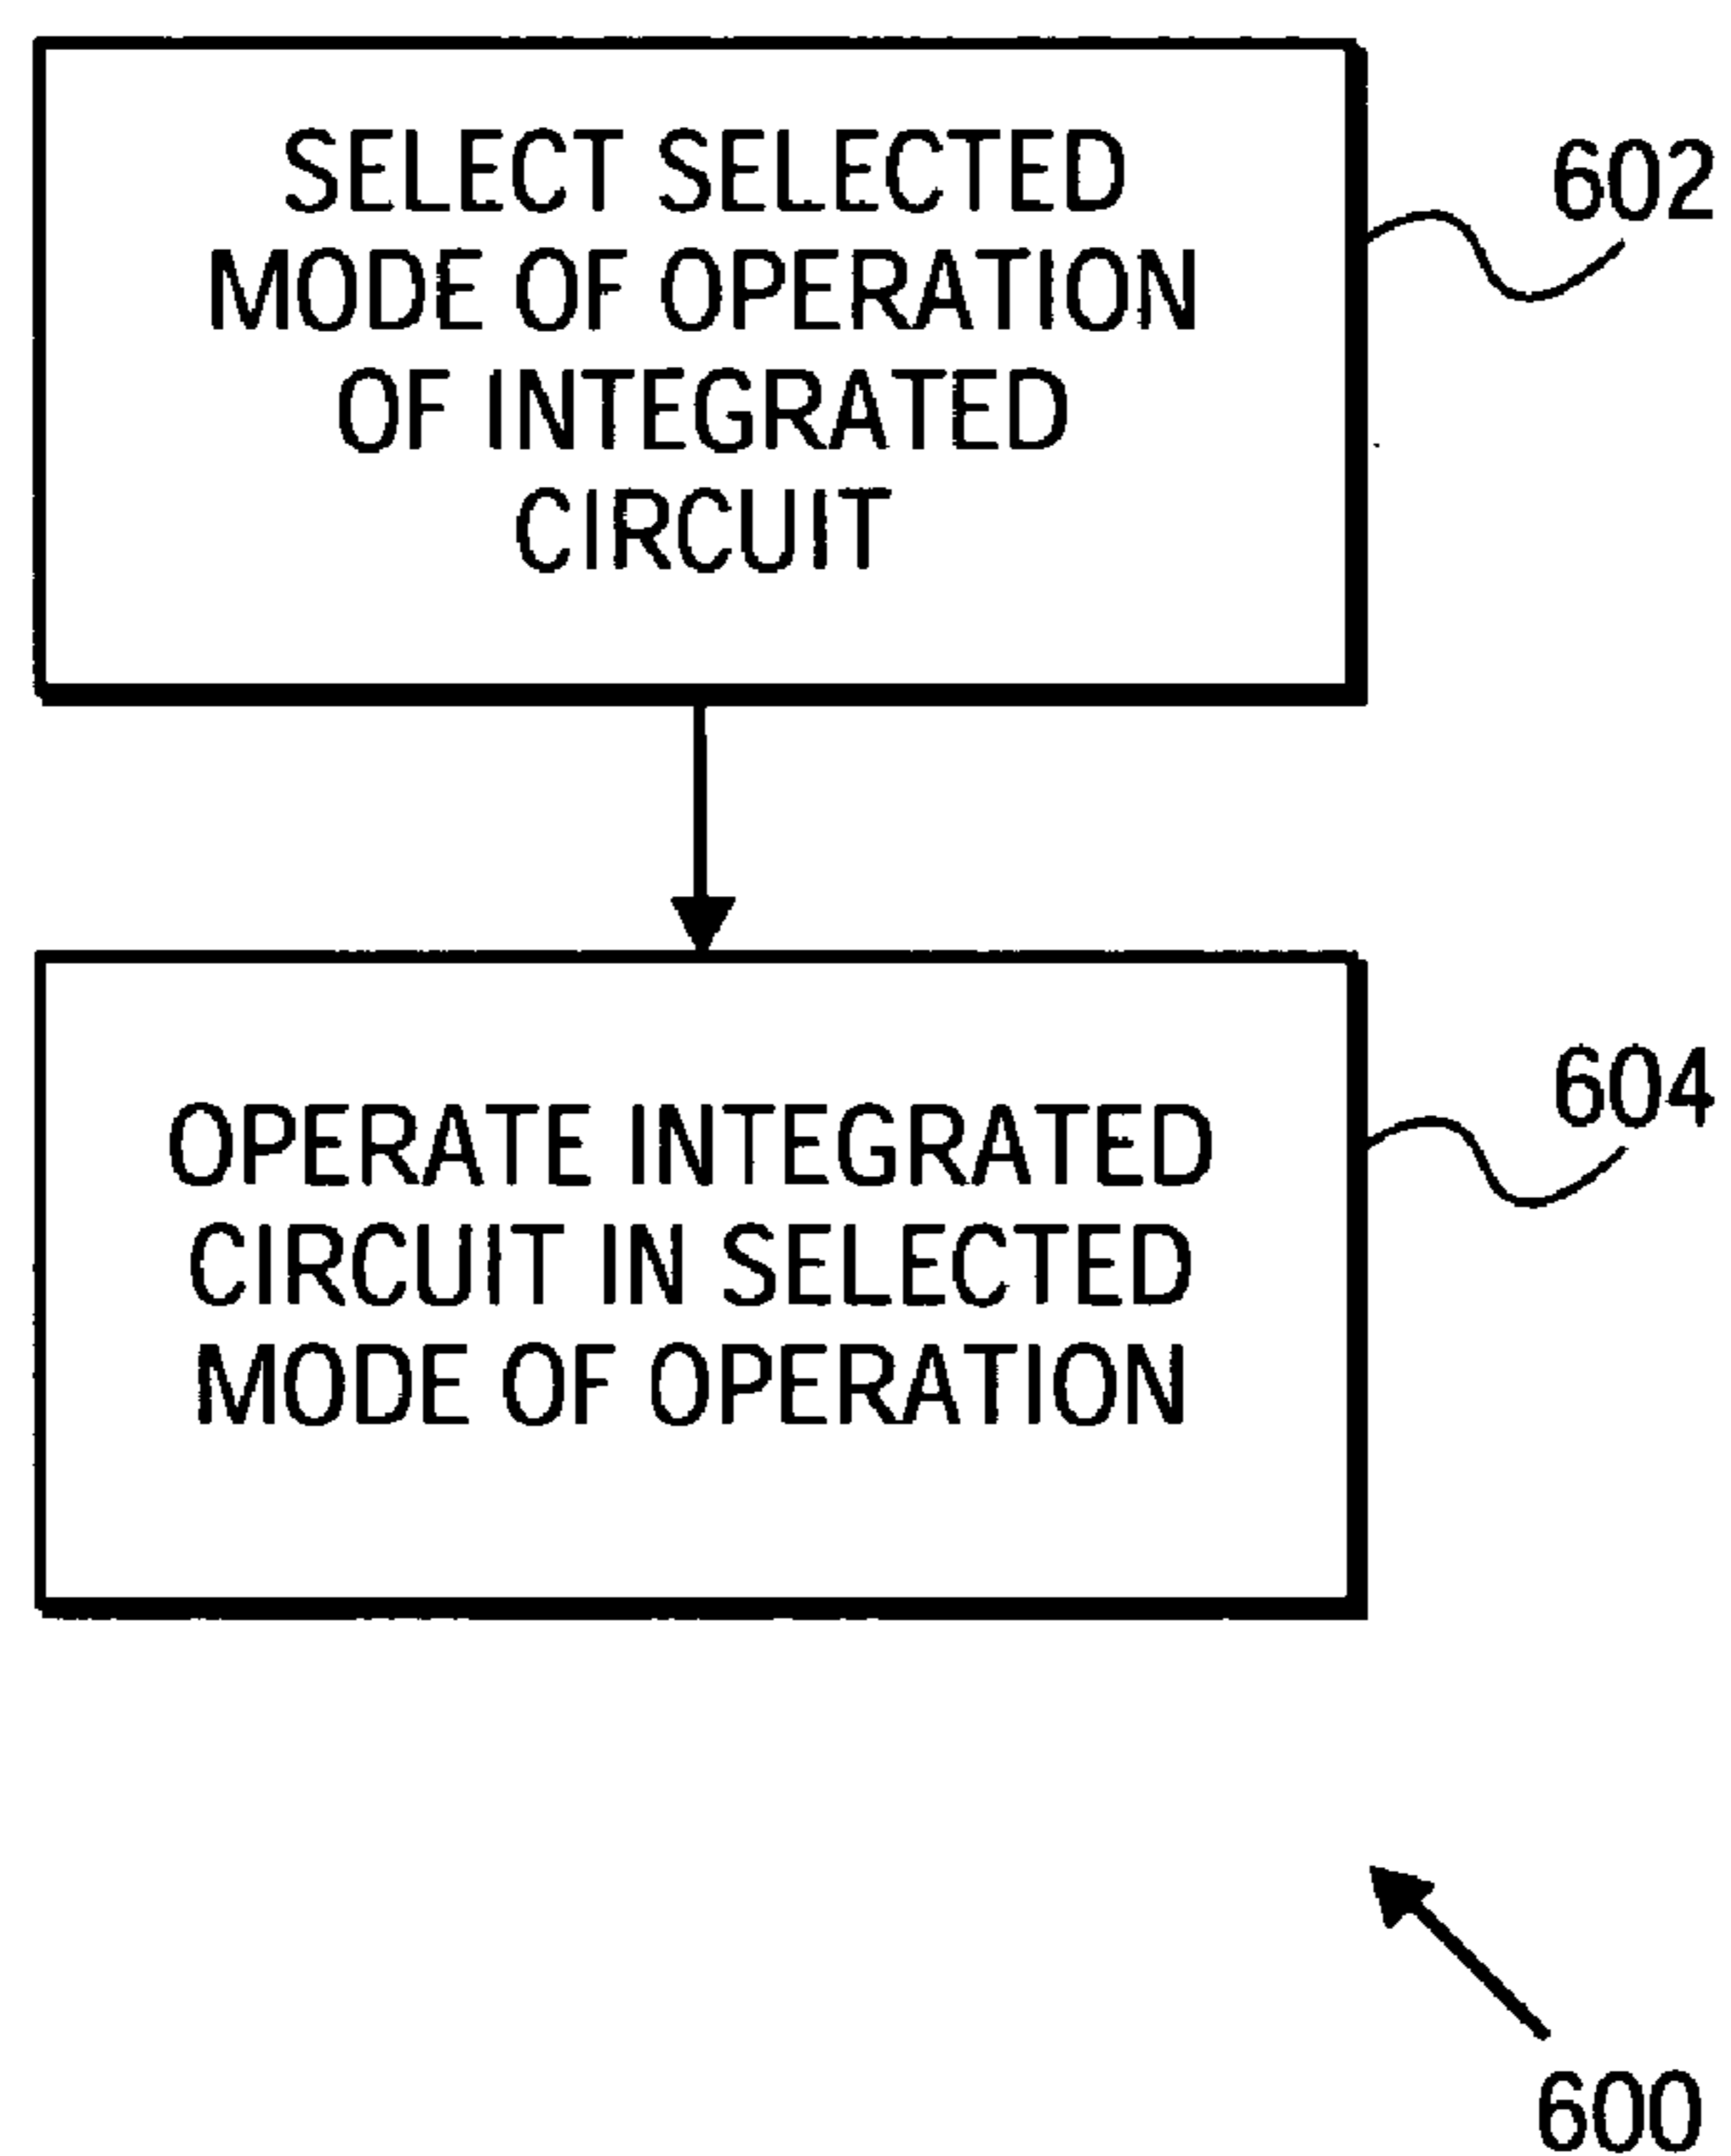 SELECT SELECTED
MODE OF OPERATION
OF INTEGRATED
CIRCUIT
602
OPERATE INTEGRATED
CIRCUIT IN SELECTED
MODE OF OPERATION
604
600